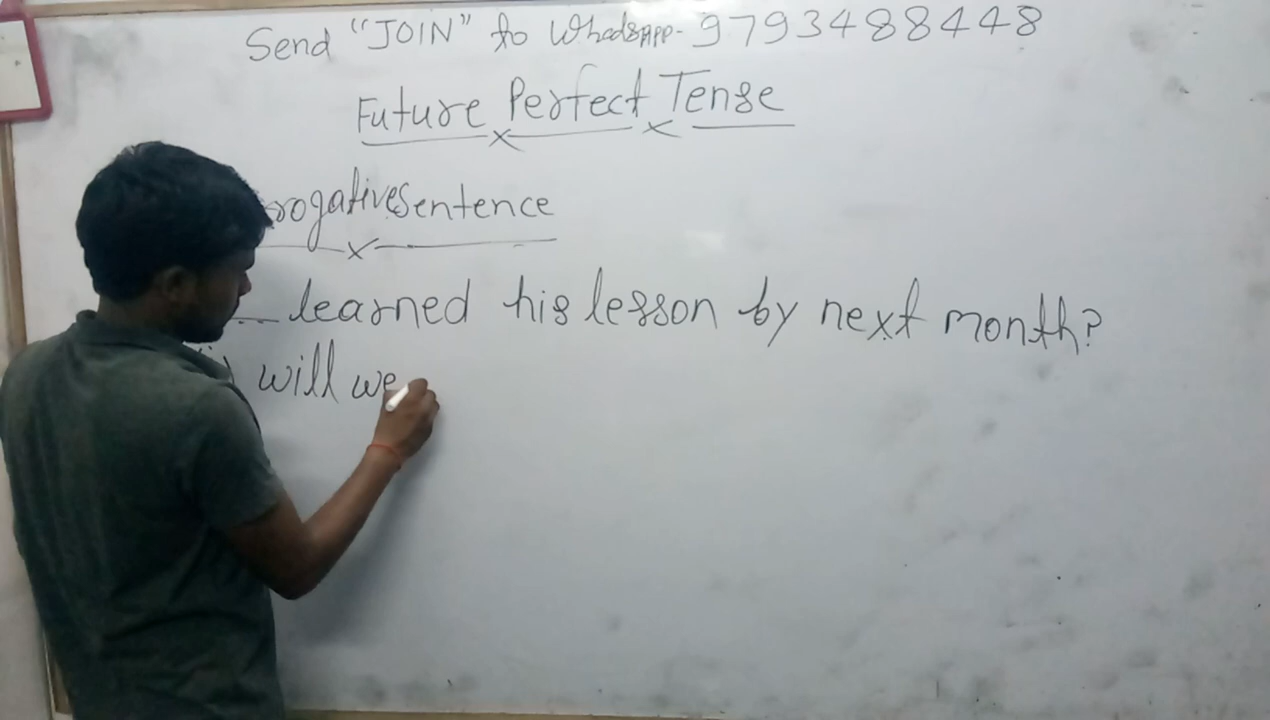 Send "JOIN" to WhatsAPP- 9793488448
Future Perfect Tense
rogative Sentence
... learned his lesson by next month?
(i) will we